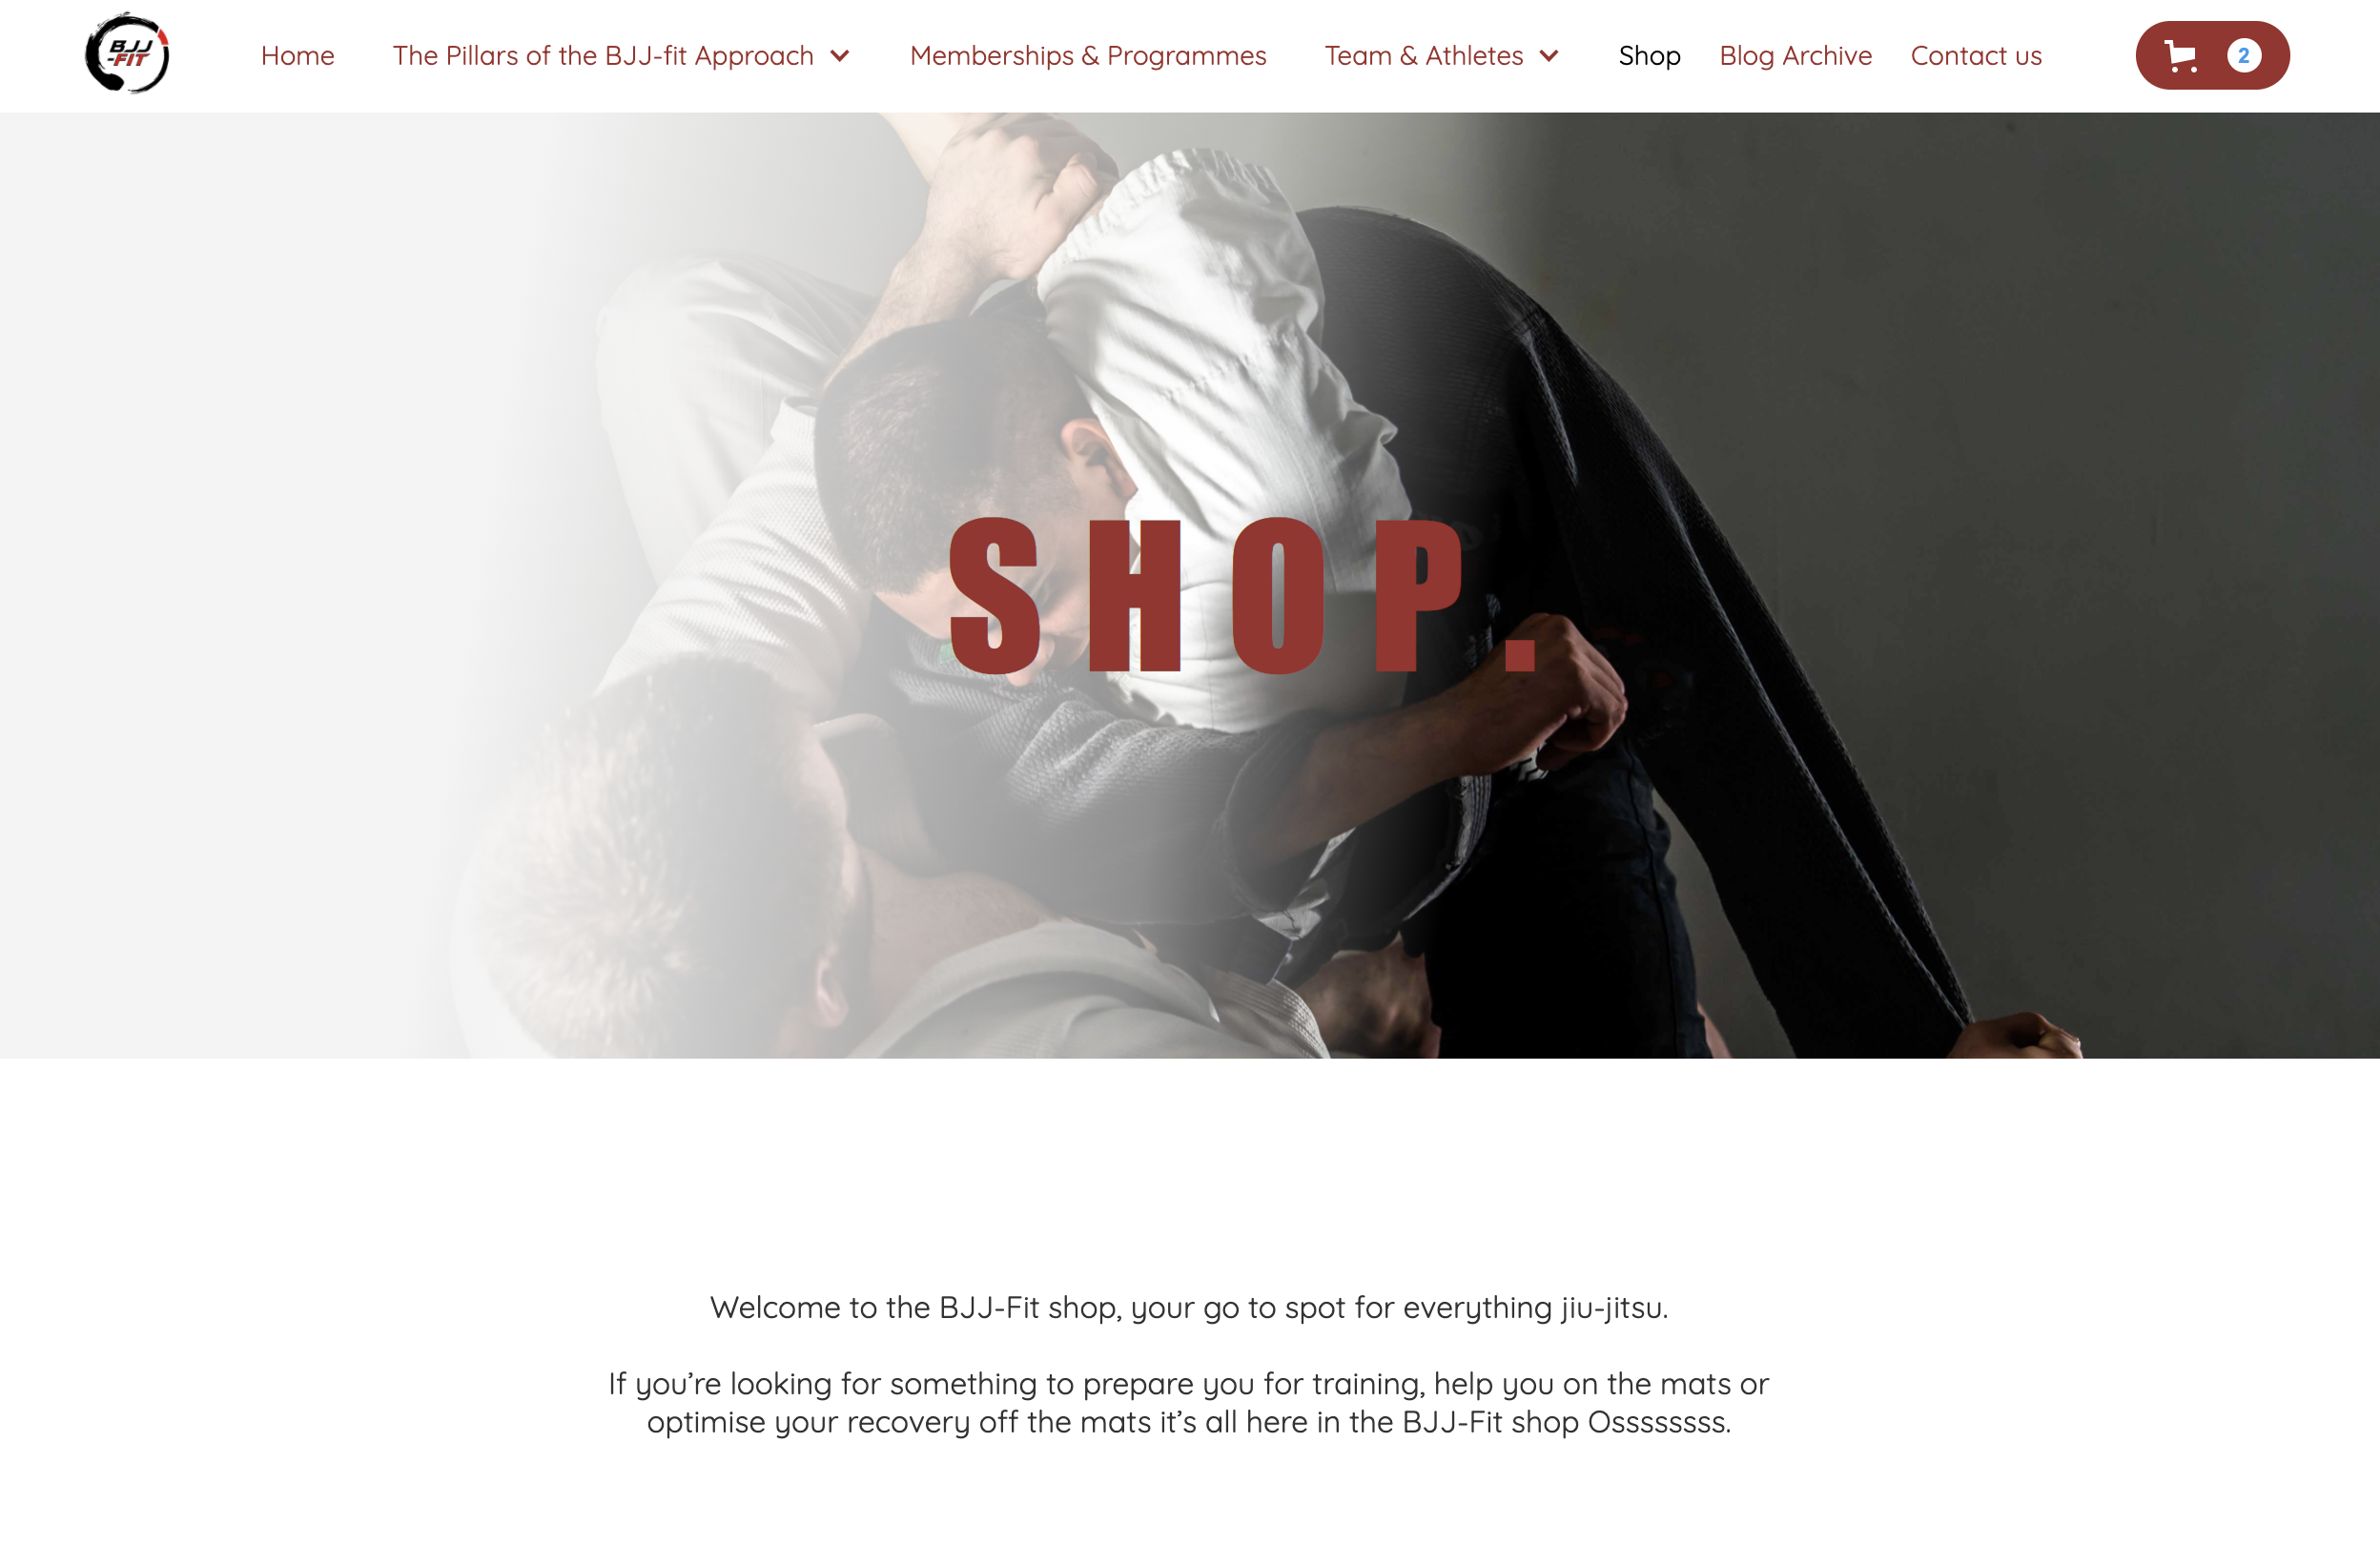 BJJ
-FIT
Home The Pillars of the BJJ-fit Approach Memberships & Programmes Team & Athletes Shop Blog Archive Contact us 2
SHOP.
Welcome to the BJJ-Fit shop, your go to spot for everything jiu-jitsu.
If you’re looking for something to prepare you for training, help you on the mats or
optimise your recovery off the mats it’s all here in the BJJ-Fit shop Ossssssss.